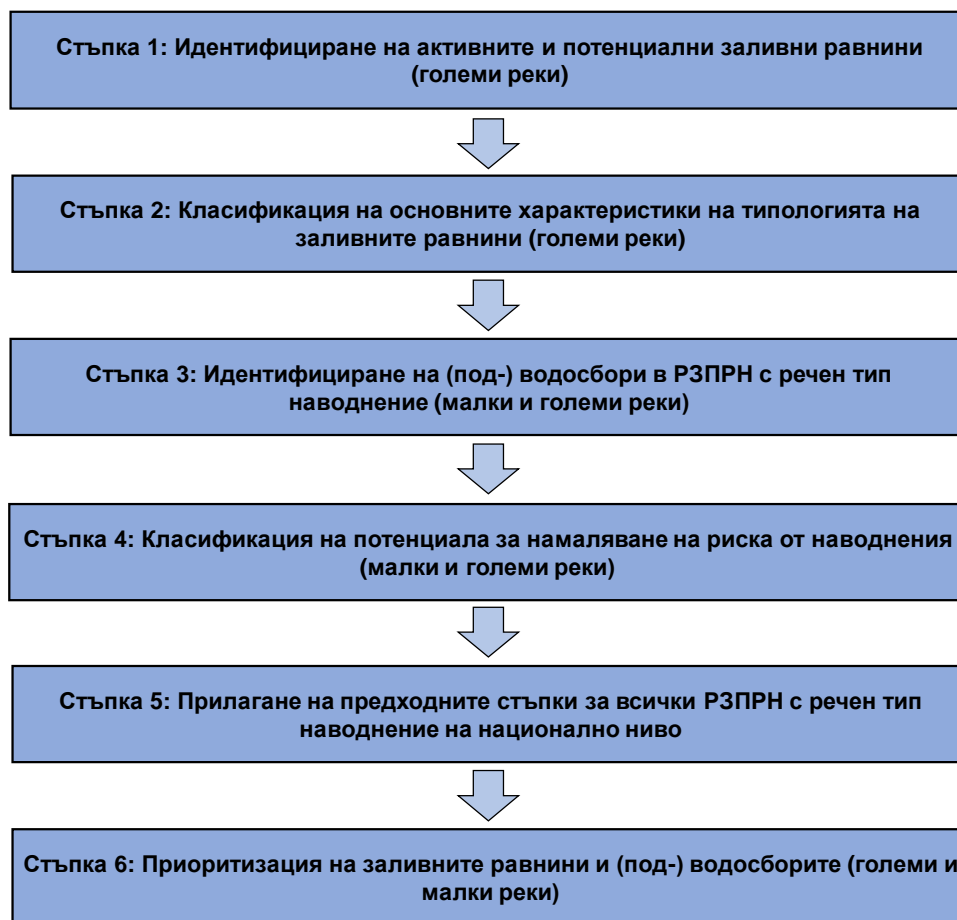 Стъпка 1: Идентифициране на активните и потенциални заливни равнини
(големи реки)
Стъпка 2: Класификация на основните характеристики на типологията на
заливните равнини (големи реки)
Стъпка 3: Идентифициране на (под-) водосбори в РЗПРН с речен тип
наводнение (малки и големи реки)
Стъпка 4: Класификация на потенциала за намаляване на риска от наводнения
(малки и големи реки)
Стъпка 5: Прилагане на предходните стъпки за всички РЗПРН с речен тип
наводнение на национално ниво
Стъпка 6: Приоритизация на заливните равнини и (под-) водосборите (големи и
малки реки)